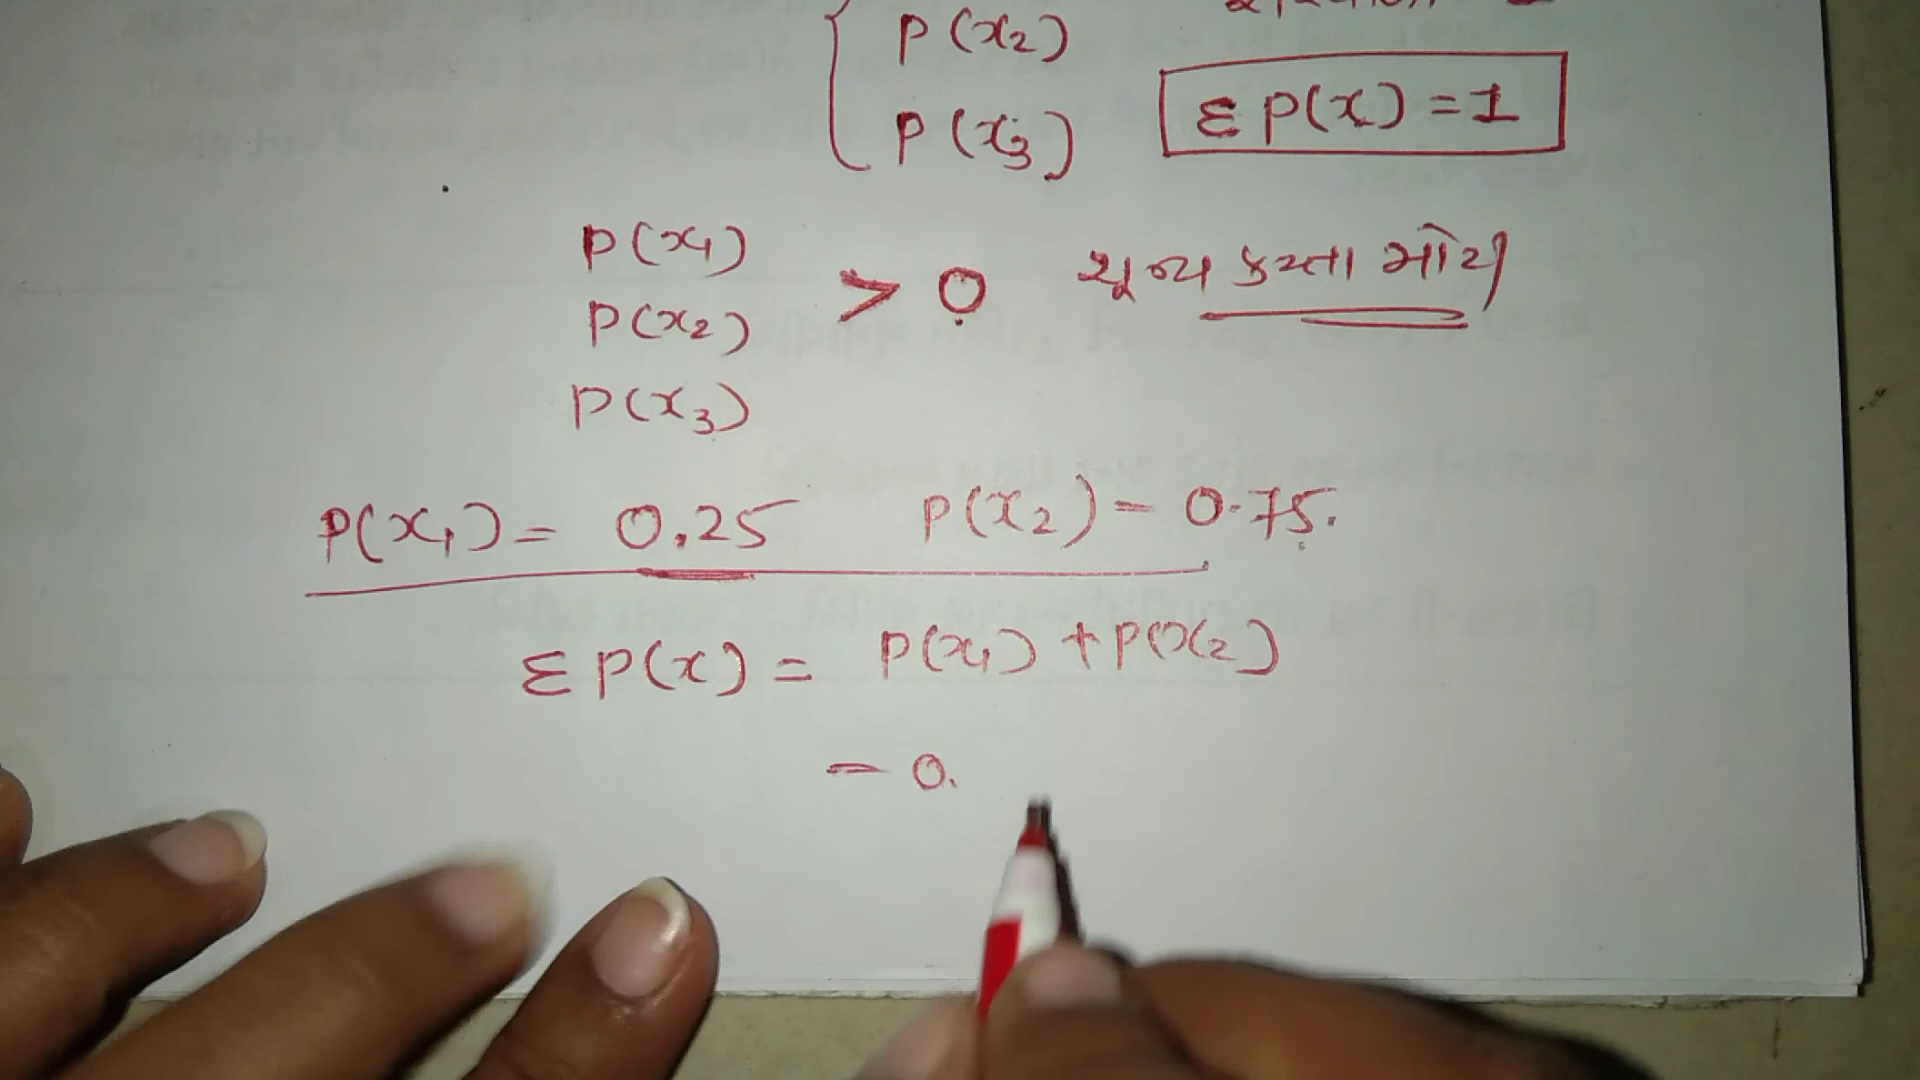 P(x2)
P(x3)
Σ P(x) = 1
P(x1)
P(x2) > 0 શૂન્ય કરતા મોટી
P(x3)
P(x1) = 0.25 P(x2) = 0.75.
Σ P(x) = P(x1) + P(x2)
= 0.